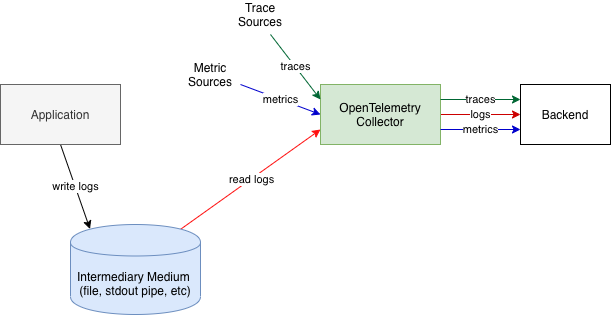 Trace
Sources
traces
Metric
Sources
metrics
Application
OpenTelemetry
Collector
traces
logs
metrics
Backend
write logs
read logs
Intermediary Medium
(file, stdout pipe, etc)